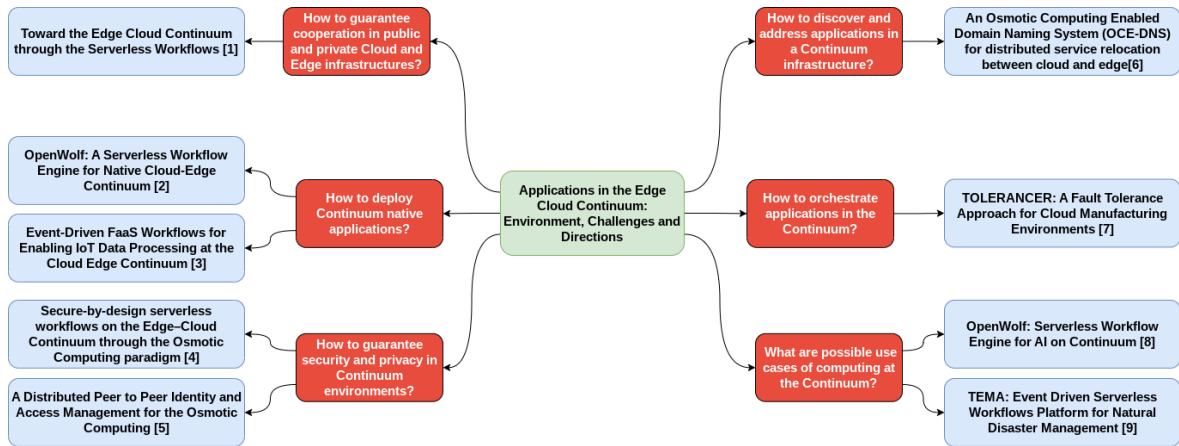 Toward the Edge Cloud Continuum
through the Serverless Workflows [1]
How to guarantee
cooperation in public
and private Cloud and
Edge infrastructures?
How to discover and
address applications in
a Continuum
infrastructure?
An Osmotic Computing Enabled
Domain Naming System (OCE-DNS)
for distributed service relocation
between cloud and edge[6]
OpenWolf: A Serverless Workflow
Engine for Native Cloud-Edge
Continuum [2]
Event-Driven FaaS Workflows for
Enabling IoT Data Processing at the
Cloud Edge Continuum [3]
How to deploy
Continuum native
applications?
Applications in the Edge
Cloud Continuum:
Environment, Challenges and
Directions
How to orchestrate
applications in the
Continuum?
TOLERANCER: A Fault Tolerance
Approach for Cloud Manufacturing
Environments [7]
Secure-by-design serverless
workflows on the Edge–Cloud
Continuum through the Osmotic
Computing paradigm [4]
A Distributed Peer to Peer Identity and
Access Management for the Osmotic
Computing [5]
How to guarantee
security and privacy in
Continuum
environments?
What are possible use
cases of computing at
the Continuum?
OpenWolf: Serverless Workflow
Engine for AI on Continuum [8]
TEMA: Event Driven Serverless
Workflows Platform for Natural
Disaster Management [9]